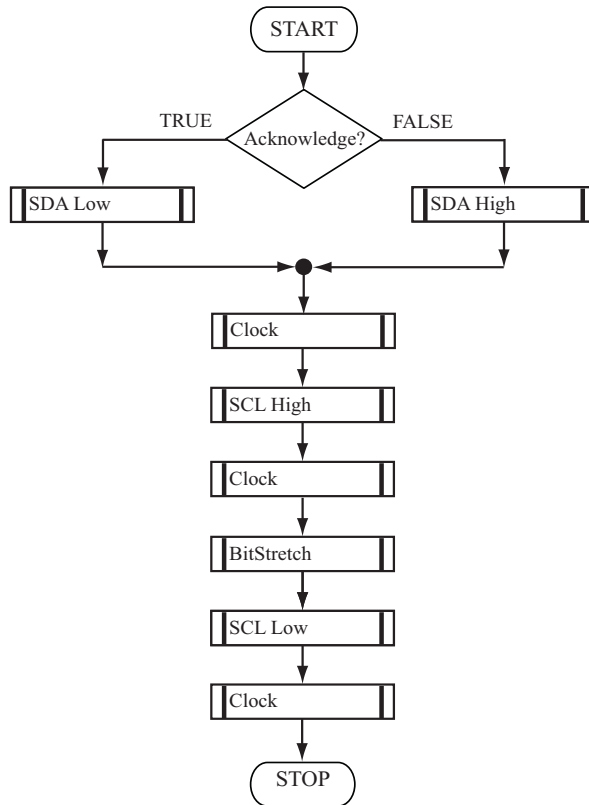 START
TRUE
FALSE
Acknowledge?
SDA Low
SDA High
Clock
SCL High
Clock
BitStretch
SCL Low
Clock
STOP